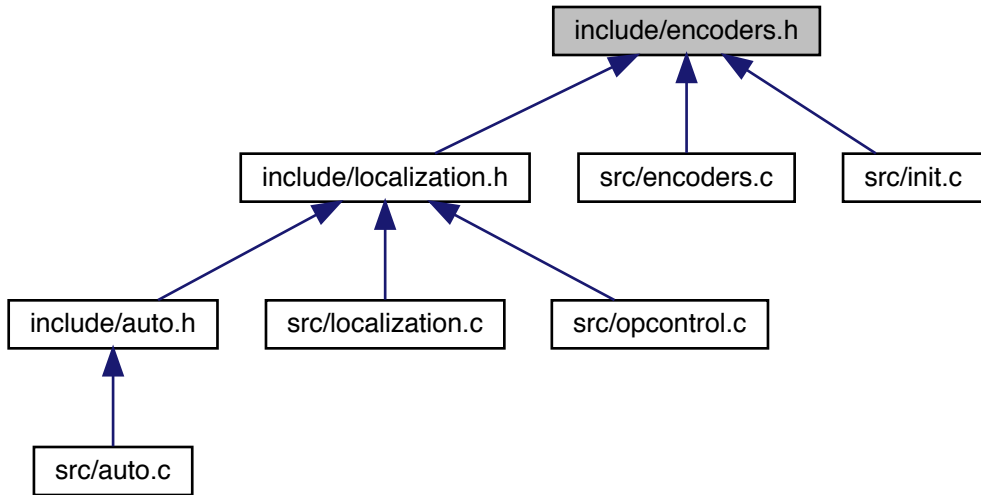 include/encoders.h
include/localization.h
src/encoders.c
src/init.c
include/auto.h
src/localization.c
src/opcontrol.c
src/auto.c